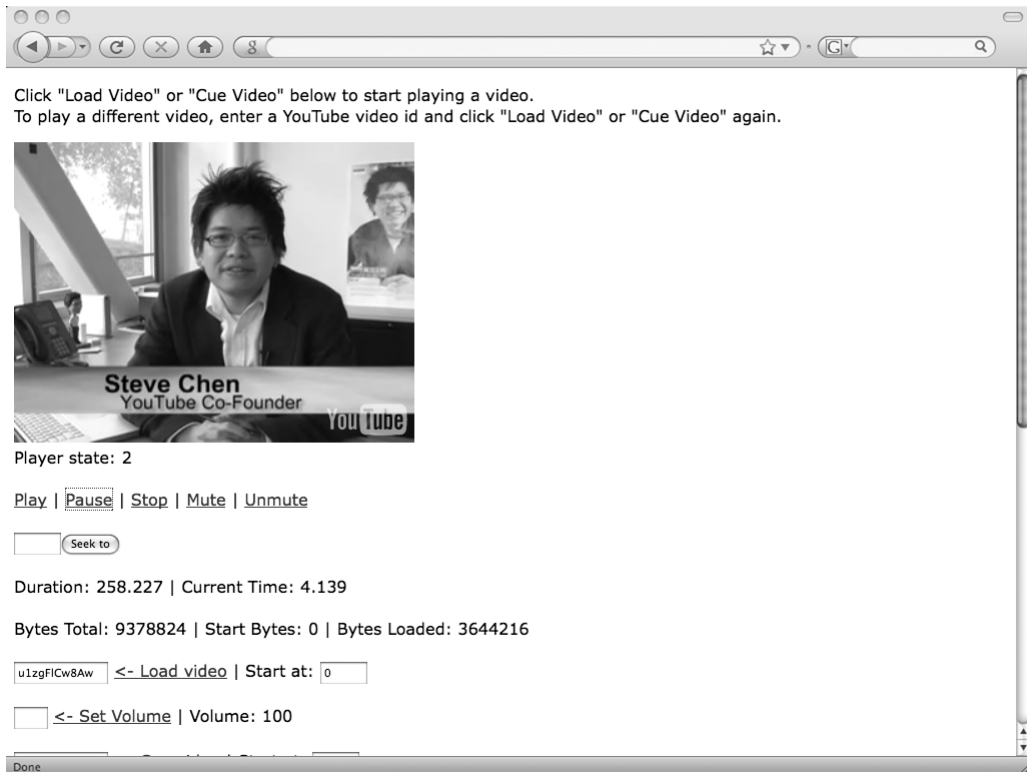 Click "Load Video" or "Cue Video" below to start playing a video.
To play a different video, enter a YouTube video id and click "Load Video" or "Cue Video" again.
Steve Chen
YouTube Co-Founder
YouTube
Player state: 2
Play | Pause | Stop | Mute | Unmute
Seek to
Duration: 258.227 | Current Time: 4.139
Bytes Total: 9378824 | Start Bytes: 0 | Bytes Loaded: 3644216
u1zgFlCw8Aw <- Load video | Start at: 0
<- Set Volume | Volume: 100
Done